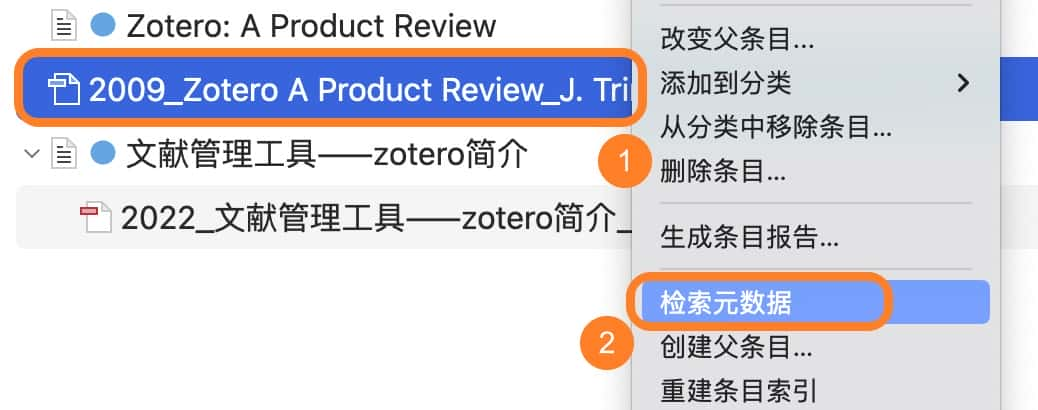 Zotero: A Product Review
2009_Zotero A Product Review_J. Tri
文献管理工具——zotero简介
2022_文献管理工具——zotero简介_
改变父条目...
添加到分类
从分类中移除条目...
1
删除条目...
生成条目报告...
检索元数据
2
创建父条目...
重建条目索引